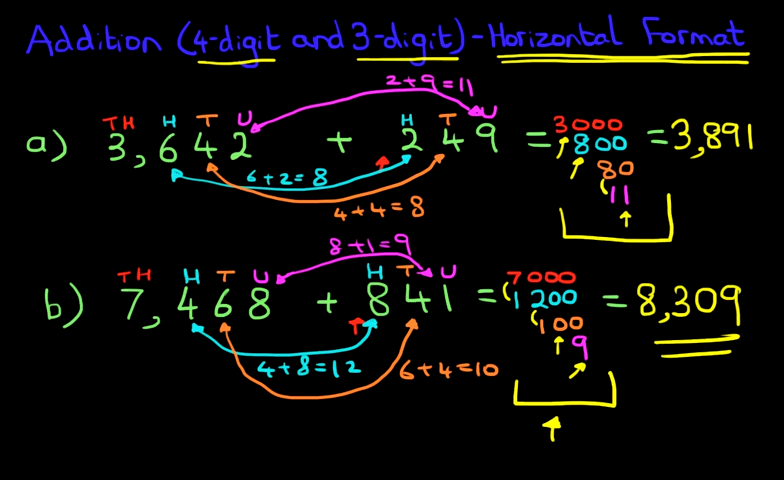 Addition (4-digit and 3-digit) - Horizontal Format
2+9=11
TH H T U H T U
a) 3,642 + 249 = 3000 = 3,891
800
80
11
6+2=8
4+4=8
8+1=9
TH H T U H T U
b) 7,468 + 841 = 7000 = 8,309
1200
100
9
4+8=12
6+4=10